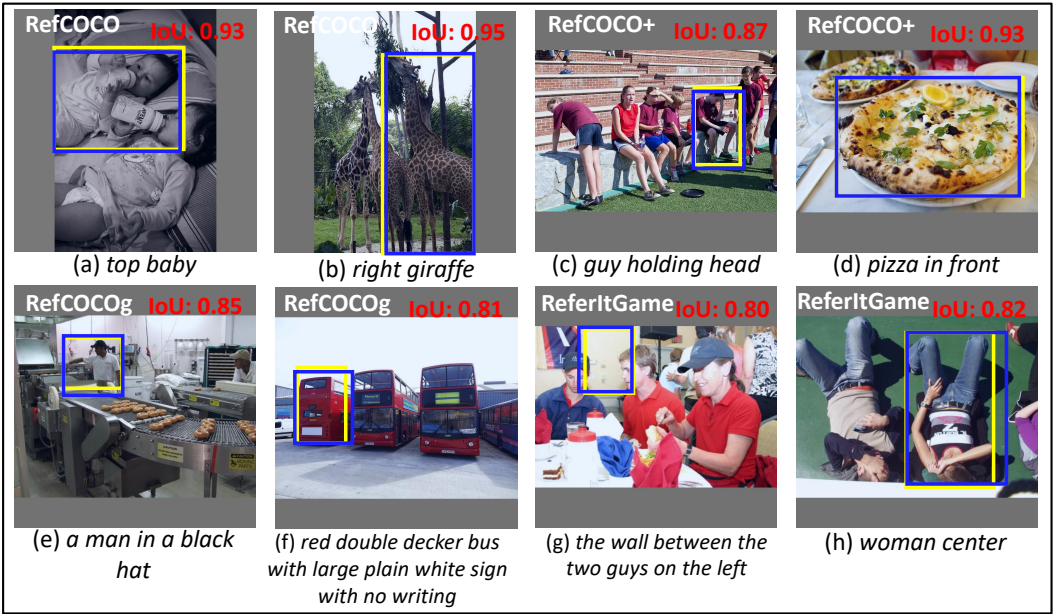 RefCOCO IoU: 0.93
(a) top baby
RefCOCO IoU: 0.95
(b) right giraffe
RefCOCO+ IoU: 0.87
(c) guy holding head
RefCOCO+ IoU: 0.93
(d) pizza in front
RefCOCOg IoU: 0.85
(e) a man in a black
hat
RefCOCOg IoU: 0.81
(f) red double decker bus
with large plain white sign
with no writing
ReferItGame IoU: 0.80
(g) the wall between the
two guys on the left
ReferItGame IoU: 0.82
(h) woman center